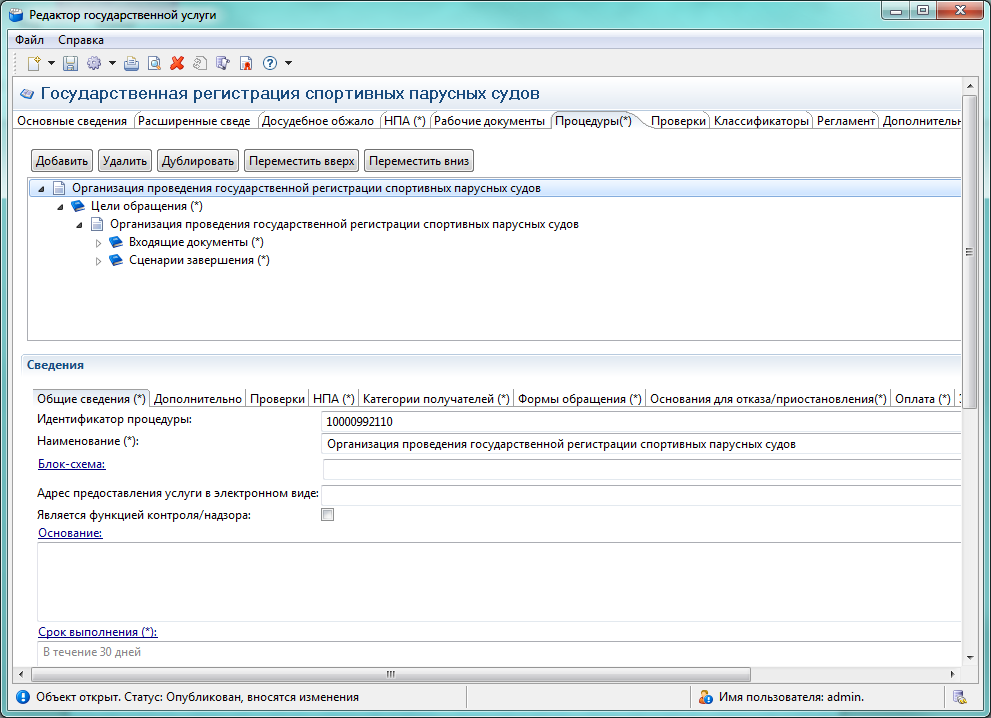 Редактор государственной услуги
Файл Справка
Государственная регистрация спортивных парусных судов
Основные сведения Расширенные сведе Досудебное обжало НПА (*) Рабочие документы Процедуры(*) Проверки Классификаторы Регламент Дополнительн
Добавить Удалить Дублировать Переместить вверх Переместить вниз
Организация проведения государственной регистрации спортивных парусных судов
Цели обращения (*)
Организация проведения государственной регистрации спортивных парусных судов
Входящие документы (*)
Сценарии завершения (*)
Сведения
Общие сведения (*) Дополнительно Проверки НПА (*) Категории получателей (*) Формы обращения (*) Основания для отказа/приостановления(*) Оплата (*)
Идентификатор процедуры: 10000992110
Наименование (*): Организация проведения государственной регистрации спортивных парусных судов
Блок-схема:
Адрес предоставления услуги в электронном виде:
Является функцией контроля/надзора:
Основание:
Срок выполнения (*):
В течение 30 дней
Объект открыт. Статус: Опубликован, вносятся изменения Имя пользователя: admin.